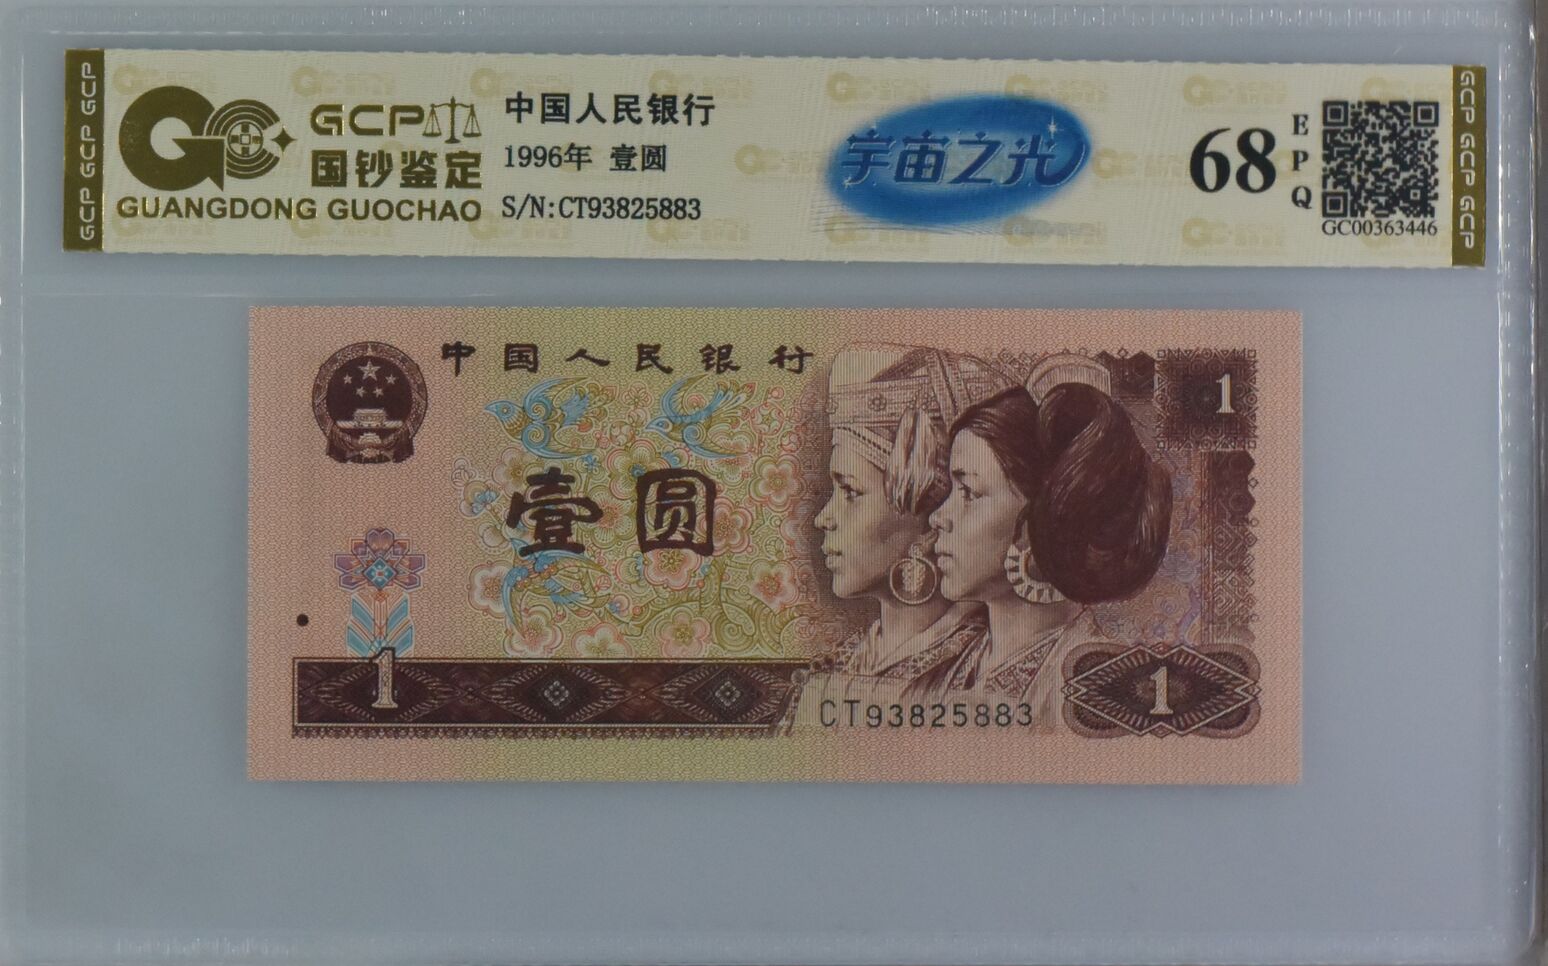 GCP GCP GCP
GCP
国钞鉴定
GUANGDONG GUOCHAO
中国人民银行
1996年 壹圆
S/N:CT93825883
宇宙之光
68
EPQ
GC00363446
GCP GCP GCP
中国人民银行
1
壹圆
1
CT93825883
1